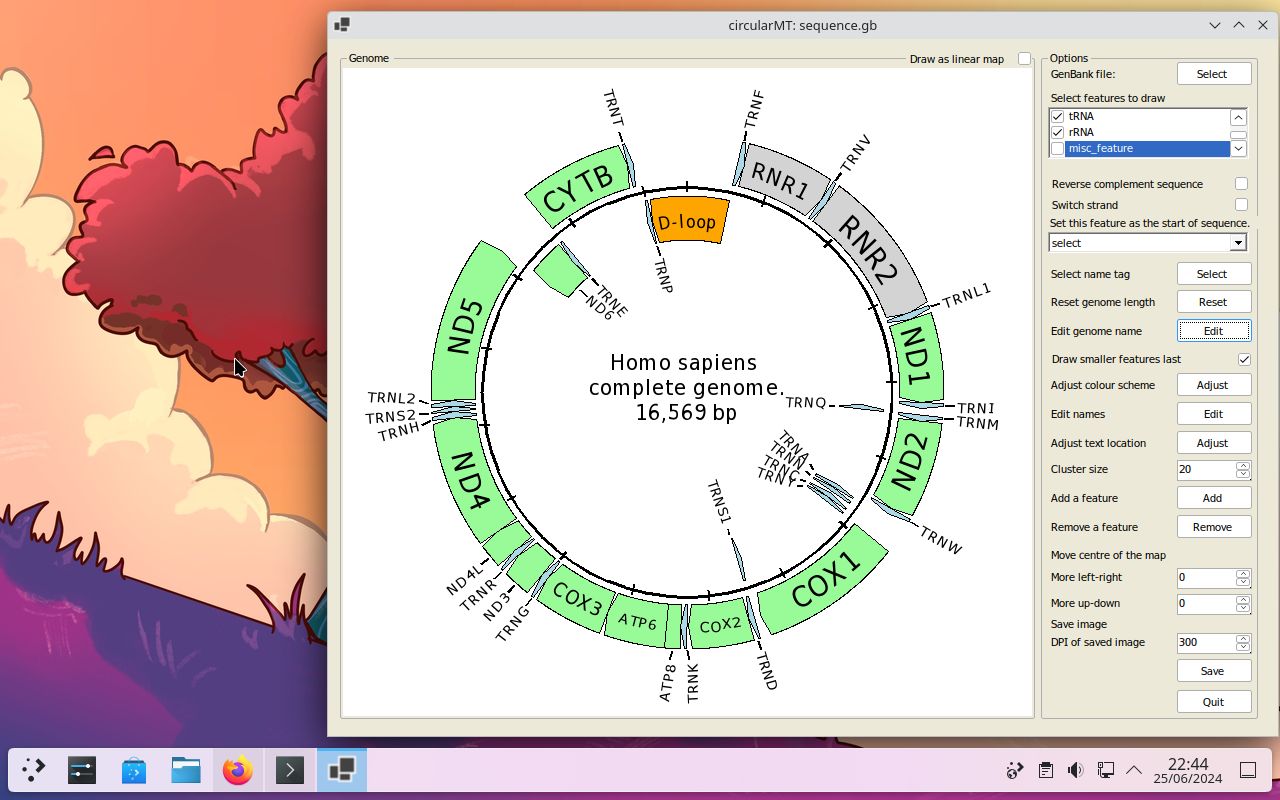 circularMT: sequence.gb
Genome
Draw as linear map
TRNT
TRNF
TRNV
CYTB
RNR1
D-loop
RNR2
TRNP
TRNE
ND6
TRNL1
ND5
ND1
Homo sapiens
complete genome.
16,569 bp
TRNL2
TRNS2
TRNH
TRNQ
TRNI
TRNM
ND4
ND2
TRNA
TRNN
TRNC
TRNY
TRNS1
TRNW
ND4L
TRNR
ND3
TRNG
COX3
ATP6
COX2
COX1
ATP8
TRNK
TRND
Options
GenBank file:
Select
Select features to draw
tRNA
rRNA
misc_feature
Reverse complement sequence
Switch strand
Set this feature as the start of sequence.
select
Select name tag
Select
Reset genome length
Reset
Edit genome name
Edit
Draw smaller features last
Adjust colour scheme
Adjust
Edit names
Edit
Adjust text location
Adjust
Cluster size
20
Add a feature
Add
Remove a feature
Remove
Move centre of the map
More left-right
0
More up-down
0
Save image
DPI of saved image
300
Save
Quit
22:44
25/06/2024